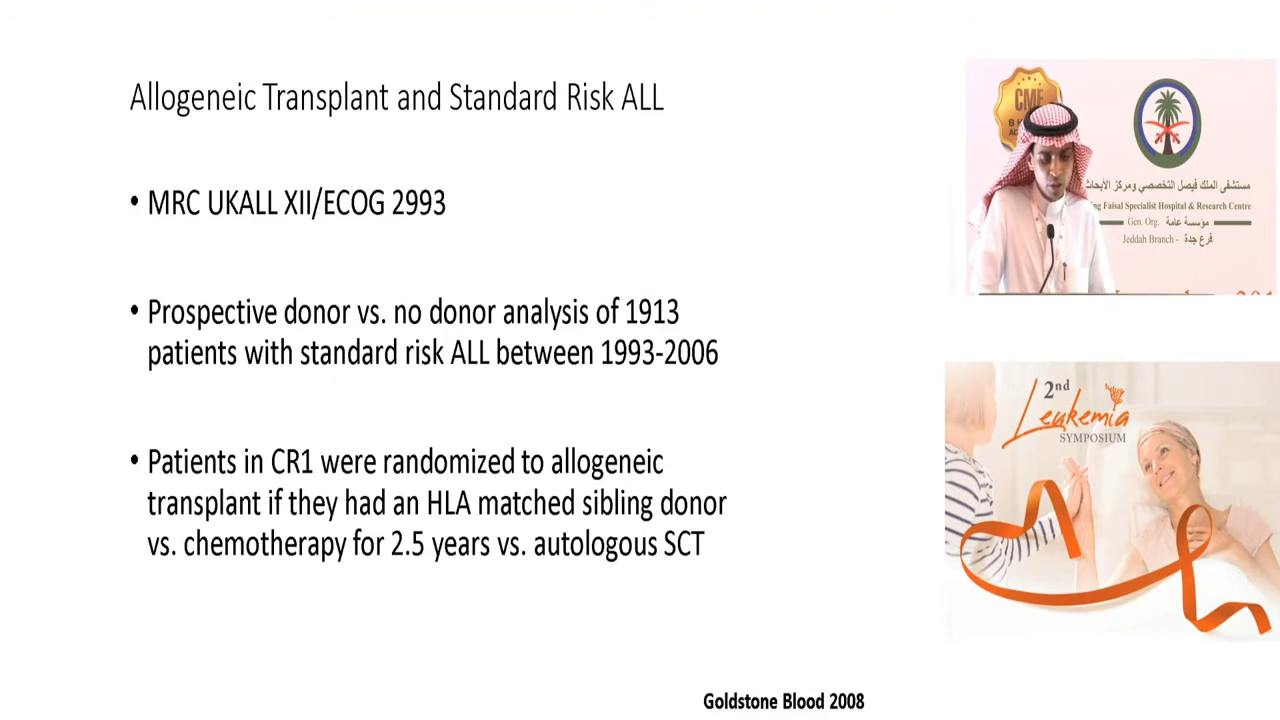 Allogeneic Transplant and Standard Risk ALL
• MRC UKALL XII/ECOG 2993
• Prospective donor vs. no donor analysis of 1913
patients with standard risk ALL between 1993-2006
• Patients in CR1 were randomized to allogeneic
transplant if they had an HLA matched sibling donor
vs. chemotherapy for 2.5 years vs. autologous SCT
Goldstone Blood 2008
CME
8
مستشفى الملك فيصل التخصصي ومركز الأبحاث
Faisal Specialist Hospital & Research Centre
Gen. Org. مؤسسة عامة
Jeddah Branch - فرع جدة
2nd
Leukemia
SYMPOSIUM